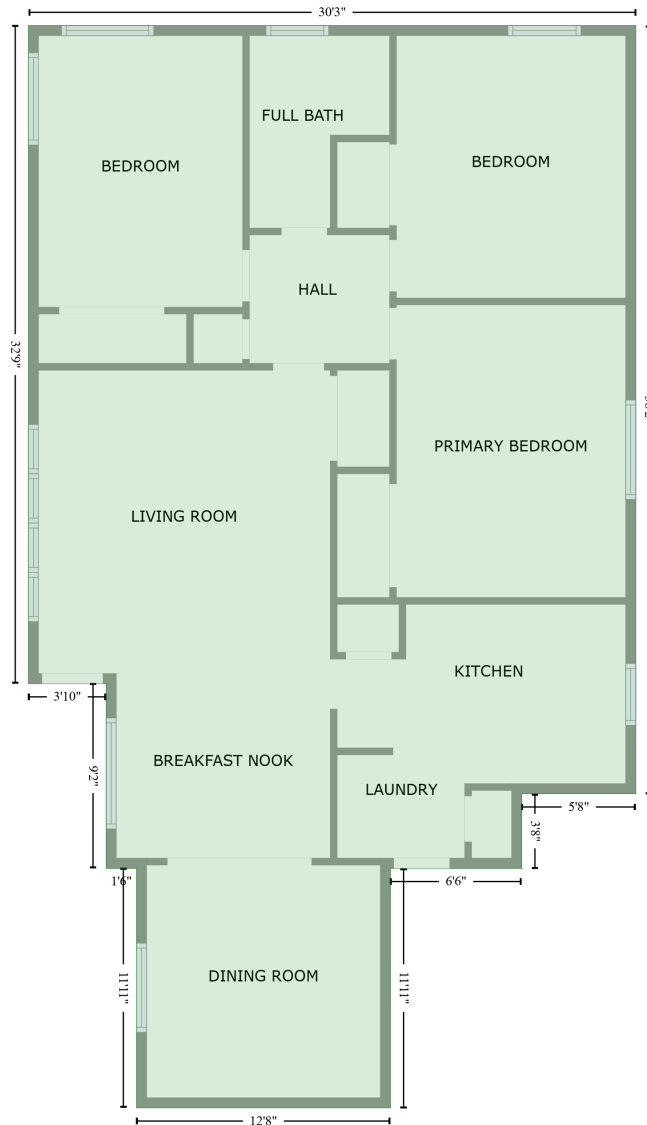 30'3"
FULL BATH
BEDROOM
BEDROOM
HALL
32'9"
PRIMARY BEDROOM
LIVING ROOM
KITCHEN
3'10"
BREAKFAST NOOK
9'2"
LAUNDRY
5'8"
3'8"
1'6"
6'6"
DINING ROOM
11'11"
11'11"
12'8"